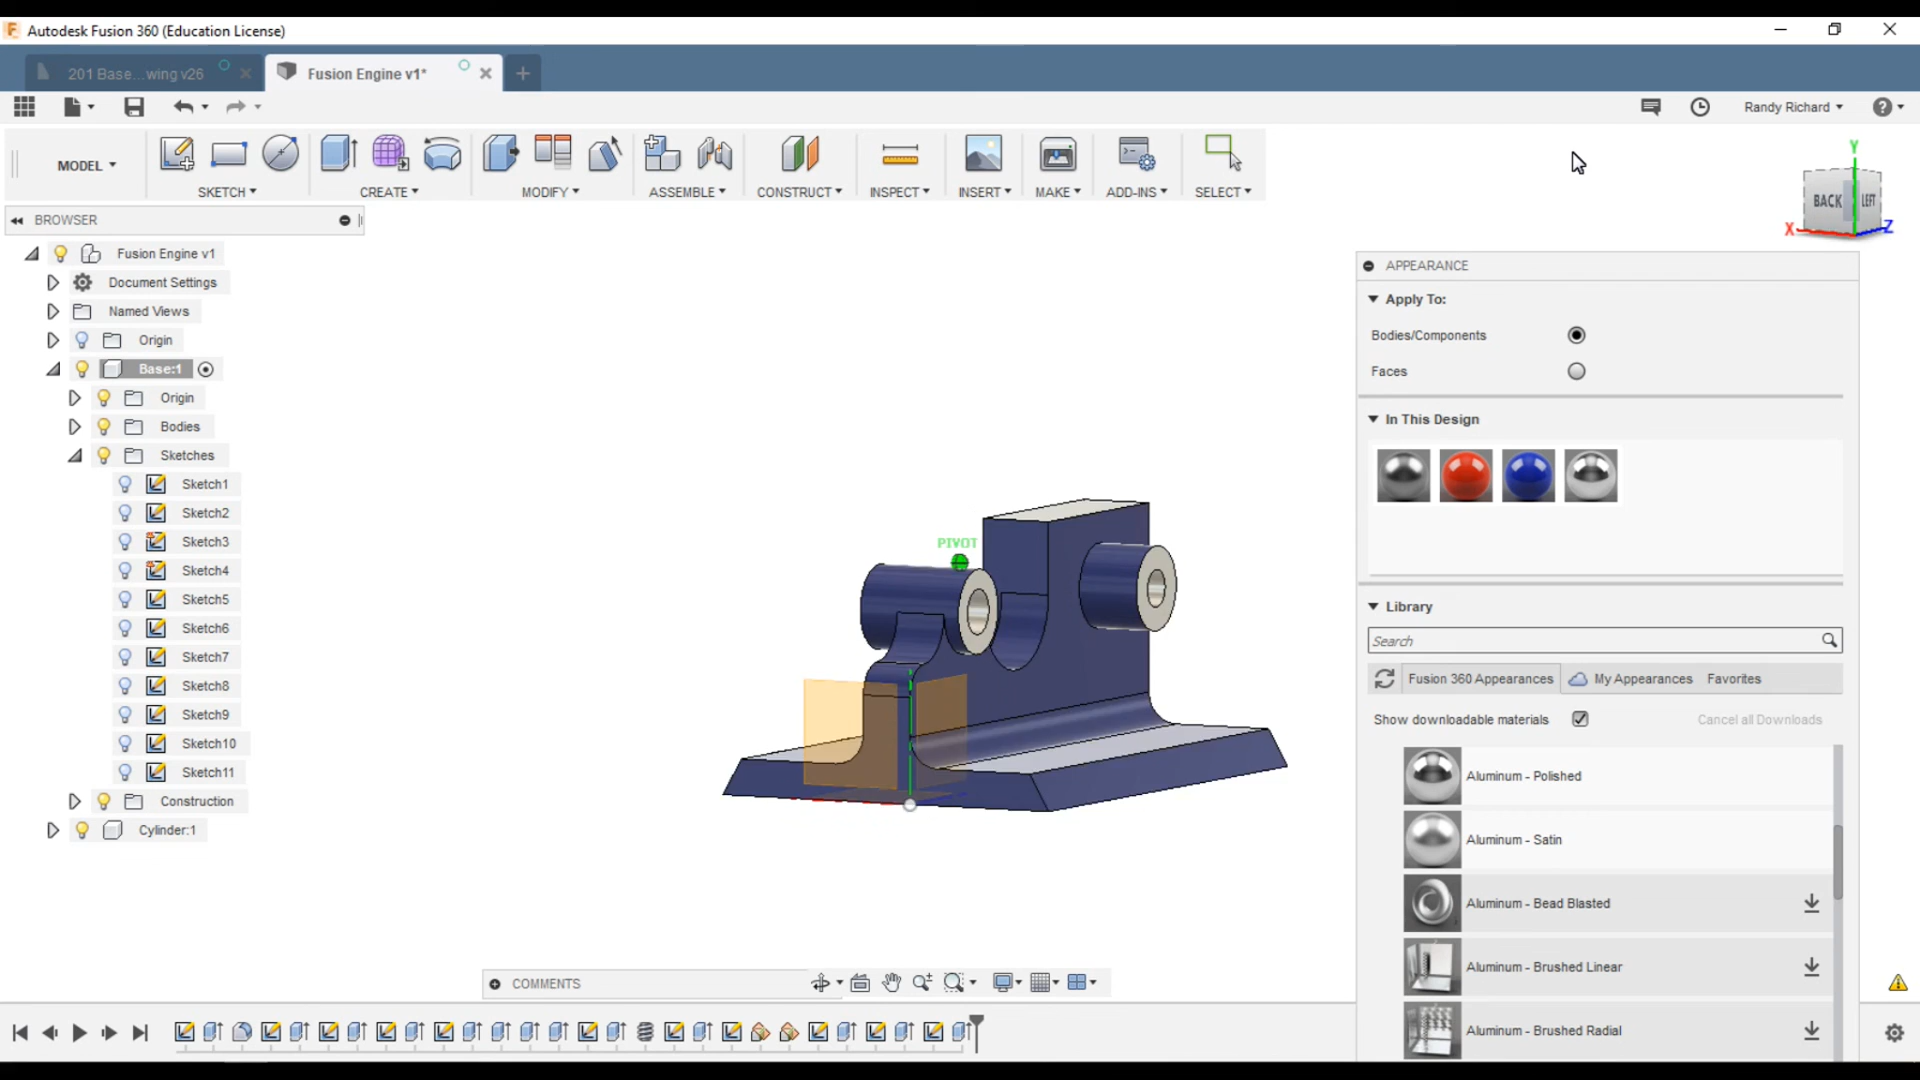 Autodesk Fusion 360 (Education License)
201 Base...wing v26
Fusion Engine v1*
Randy Richard
MODEL
SKETCH
CREATE
MODIFY
ASSEMBLE
CONSTRUCT
INSPECT
INSERT
MAKE
ADD-INS
SELECT
Y
BACK
LEFT
X
Z
BROWSER
Fusion Engine v1
Document Settings
Named Views
Origin
Base:1
Origin
Bodies
Sketches
Sketch1
Sketch2
Sketch3
Sketch4
Sketch5
Sketch6
Sketch7
Sketch8
Sketch9
Sketch10
Sketch11
Construction
Cylinder:1
PIVOT
APPEARANCE
Apply To:
Bodies/Components
Faces
In This Design
Library
Search
Fusion 360 Appearances
My Appearances
Favorites
Show downloadable materials
Cancel all Downloads
Aluminum - Polished
Aluminum - Satin
Aluminum - Bead Blasted
Aluminum - Brushed Linear
Aluminum - Brushed Radial
COMMENTS